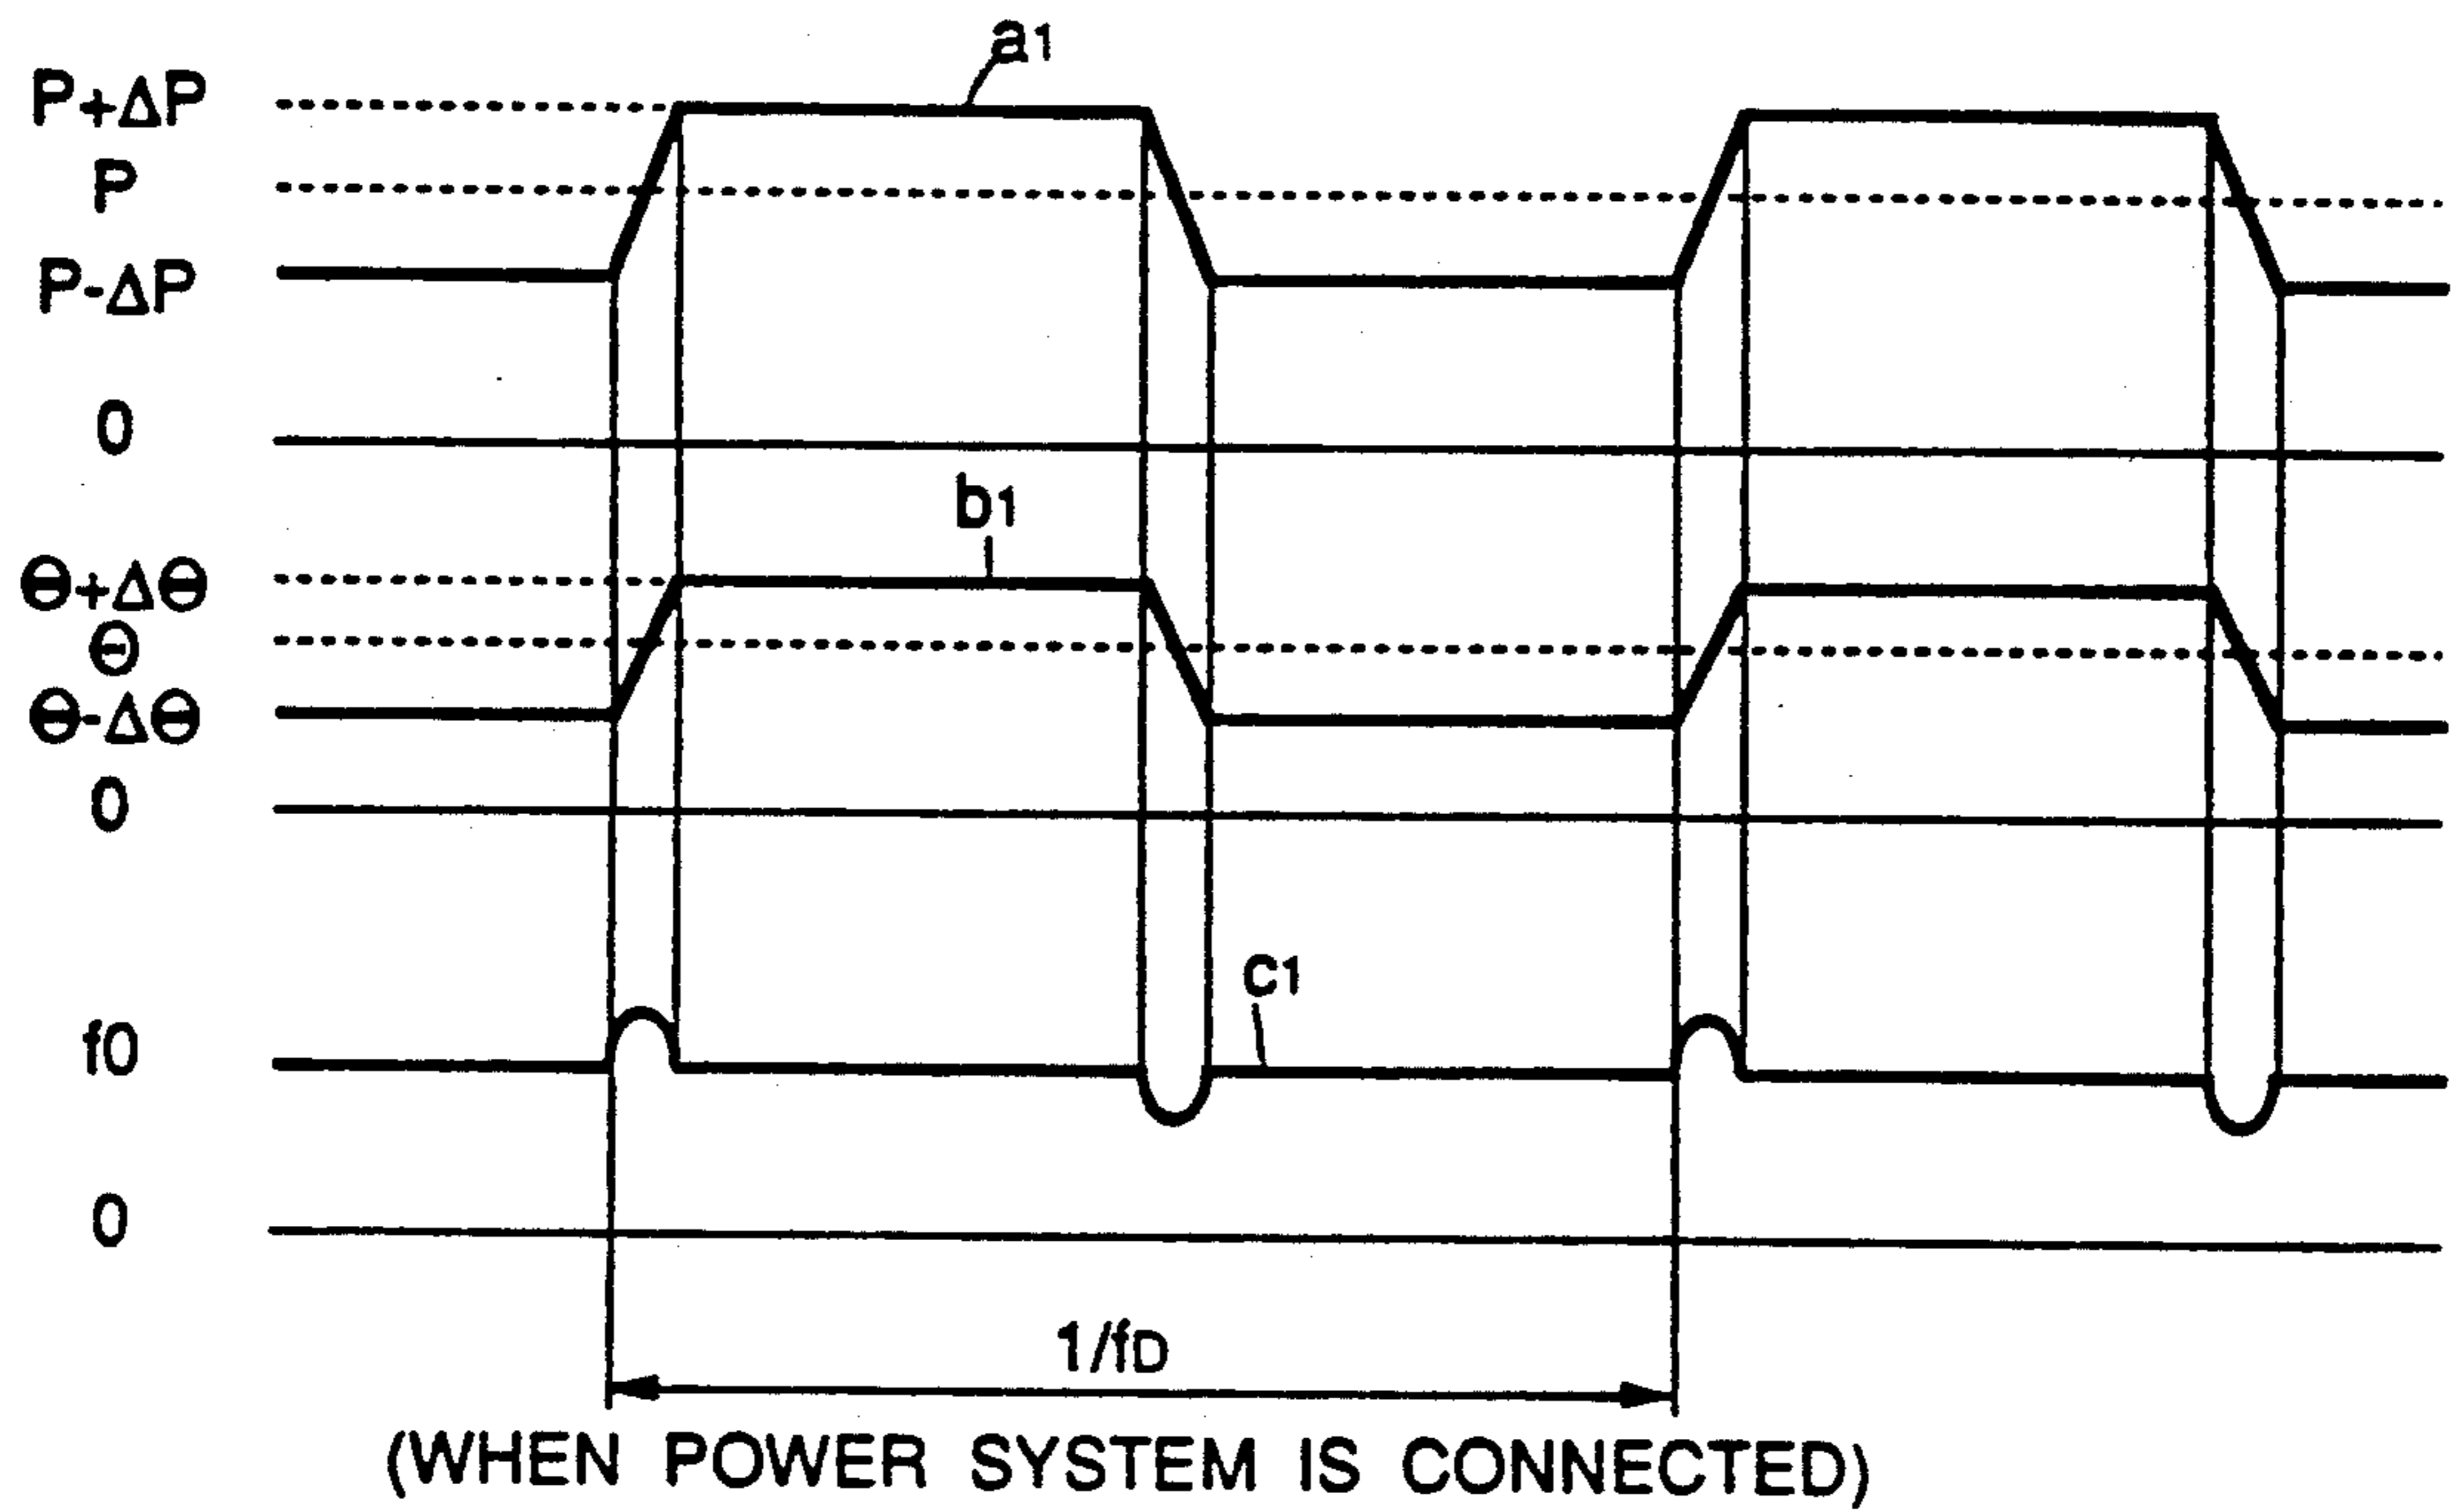 a1
P+ΔP
P
P-ΔP
0
b1
Θ+ΔΘ
Θ
Θ-ΔΘ
0
c1
f0
0
1/fD
(WHEN POWER SYSTEM IS CONNECTED)